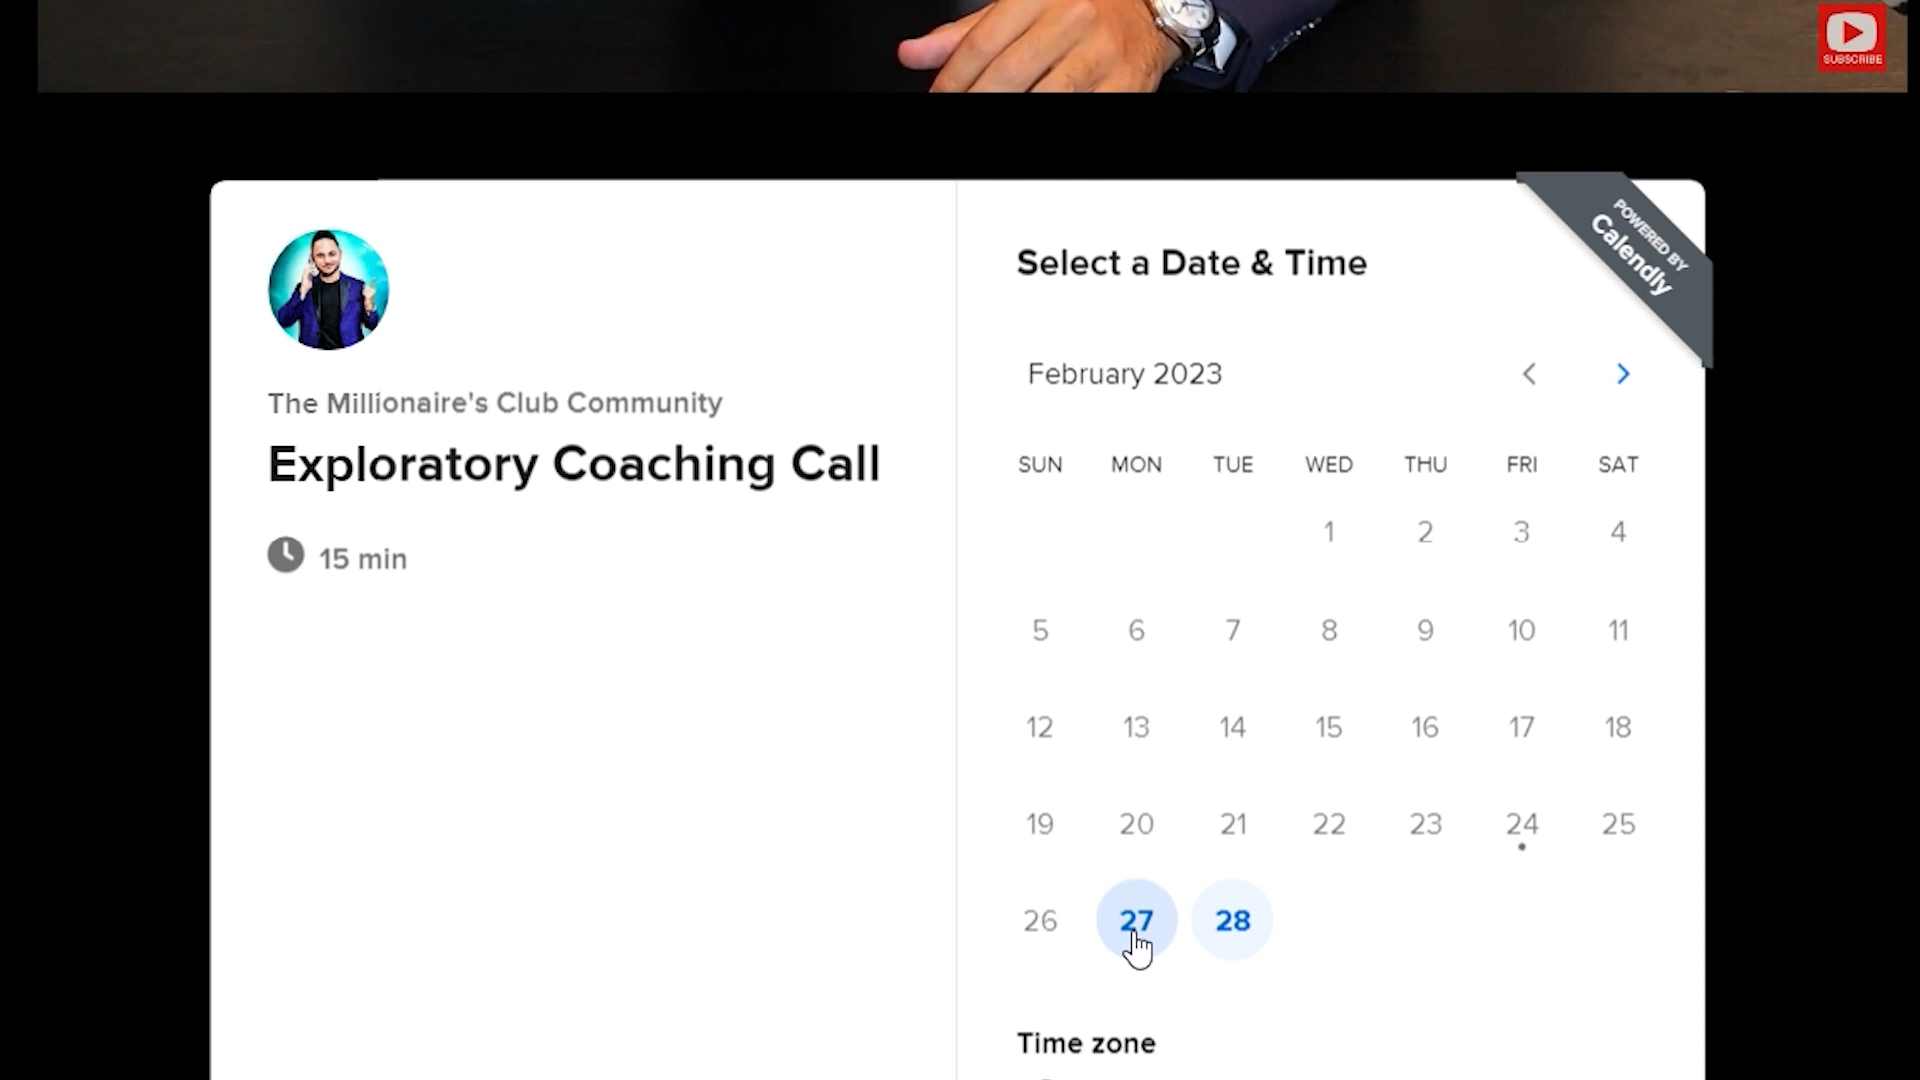 SUBSCRIBE
POWERED BY
Calendly
The Millionaire's Club Community
Exploratory Coaching Call
15 min
Select a Date & Time
February 2023
SUN MON TUE WED THU FRI SAT
1 2 3 4
5 6 7 8 9 10 11
12 13 14 15 16 17 18
19 20 21 22 23 24 25
26 27 28
Time zone